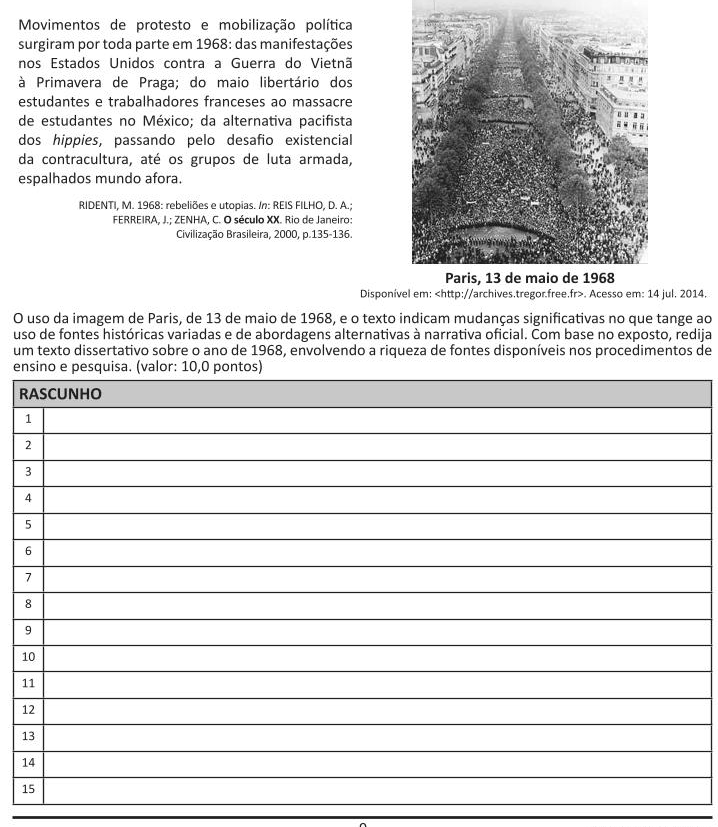 Movimentos de protesto e mobilização política
surgiram por toda parte em 1968: das manifestações
nos Estados Unidos contra a Guerra do Vietnã
à Primavera de Praga; do maio libertário dos
estudantes e trabalhadores franceses ao massacre
de estudantes no México; da alternativa pacifista
dos hippies, passando pelo desafio existencial
da contracultura, até os grupos de luta armada,
espalhados mundo afora.
RIDENTI, M. 1968: rebeliões e utopias. In: REIS FILHO, D. A.;
FERREIRA, J.; ZENHA, C. O século XX. Rio de Janeiro:
Civilização Brasileira, 2000, p.135-136.
Paris, 13 de maio de 1968
Disponível em: <http://archives.tregor.free.fr>. Acesso em: 14 jul. 2014.
O uso da imagem de Paris, de 13 de maio de 1968, e o texto indicam mudanças significativas no que tange ao
uso de fontes históricas variadas e de abordagens alternativas à narrativa oficial. Com base no exposto, redija
um texto dissertativo sobre o ano de 1968, envolvendo a riqueza de fontes disponíveis nos procedimentos de
ensino e pesquisa. (valor: 10,0 pontos)
RASCUNHO
1
2
3
4
5
6
7
8
9
10
11
12
13
14
15